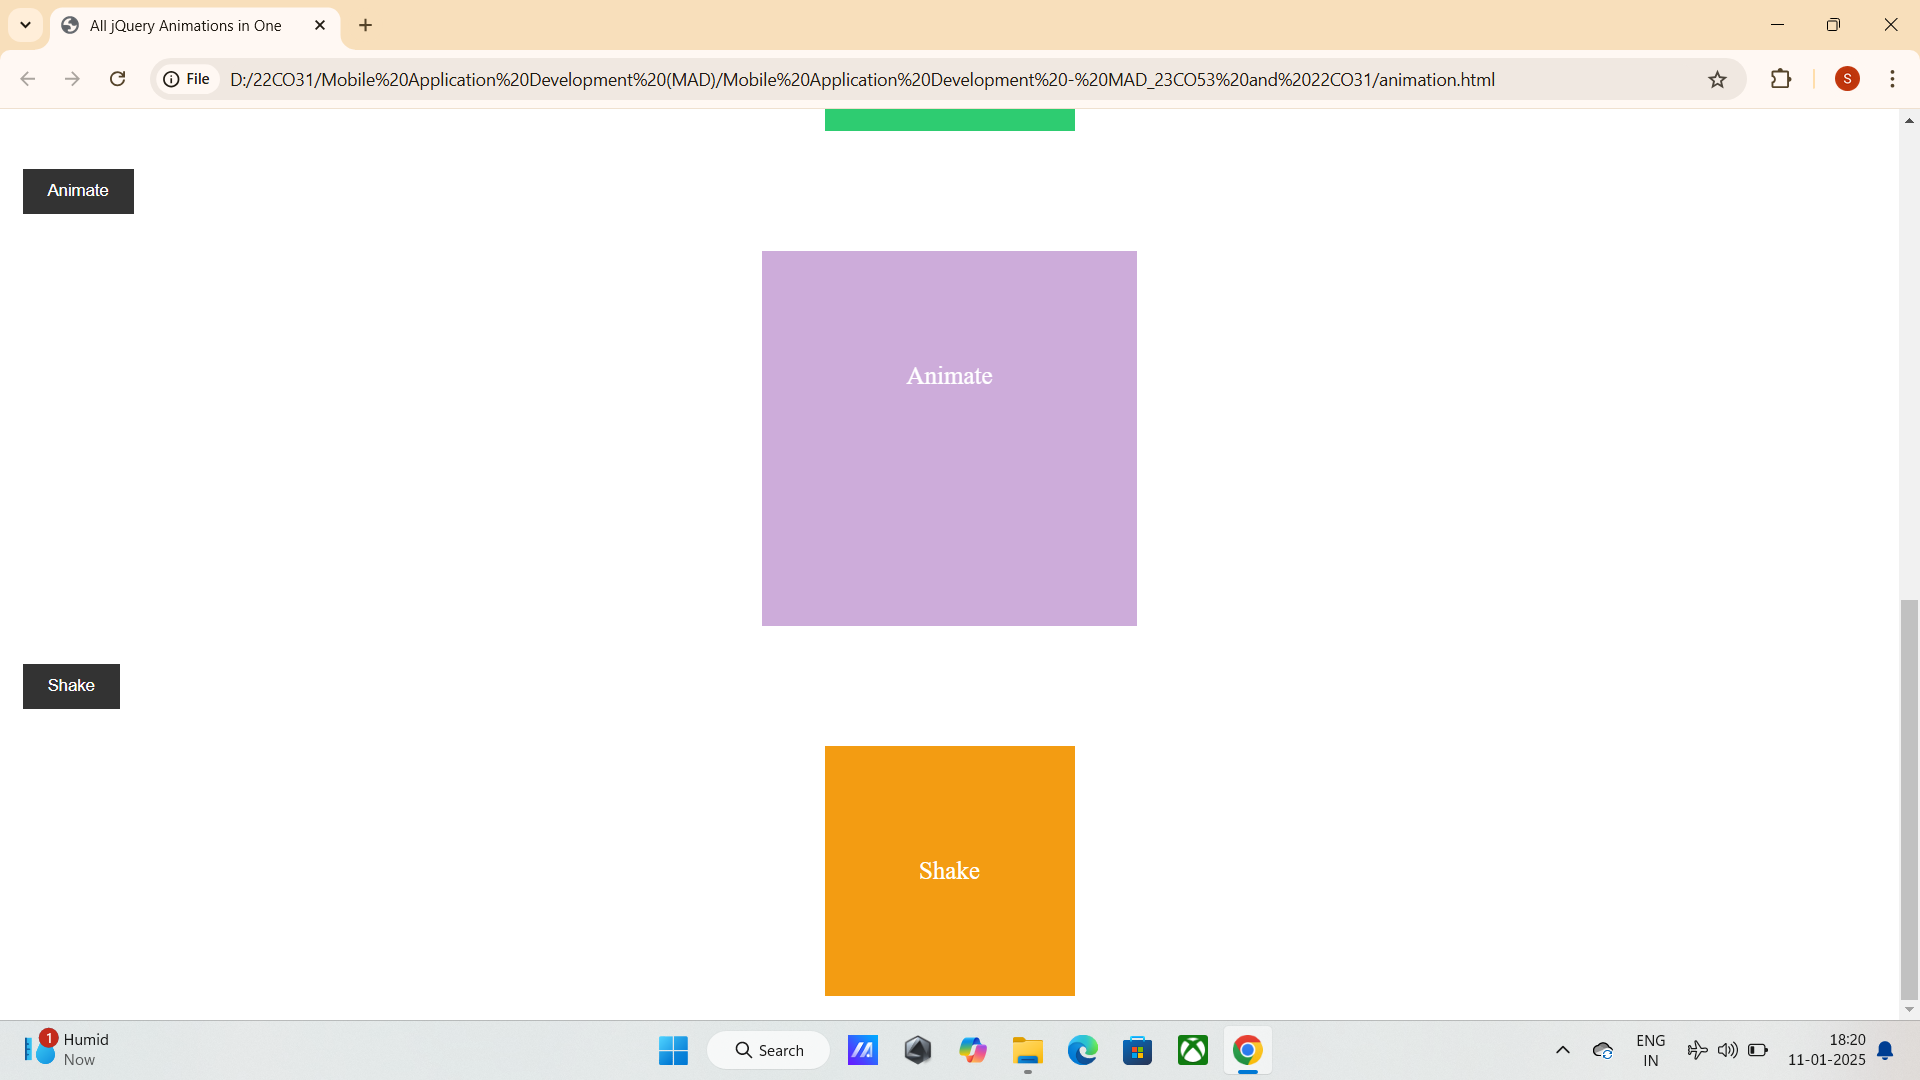 All jQuery Animations in One
File
D:/22CO31/Mobile%20Application%20Development%20(MAD)/Mobile%20Application%20Development%20-%20MAD_23CO53%20and%2022CO31/animation.html
S
Animate
Animate
Shake
Shake
1
Humid
Now
Search
ENG
IN
18:20
11-01-2025